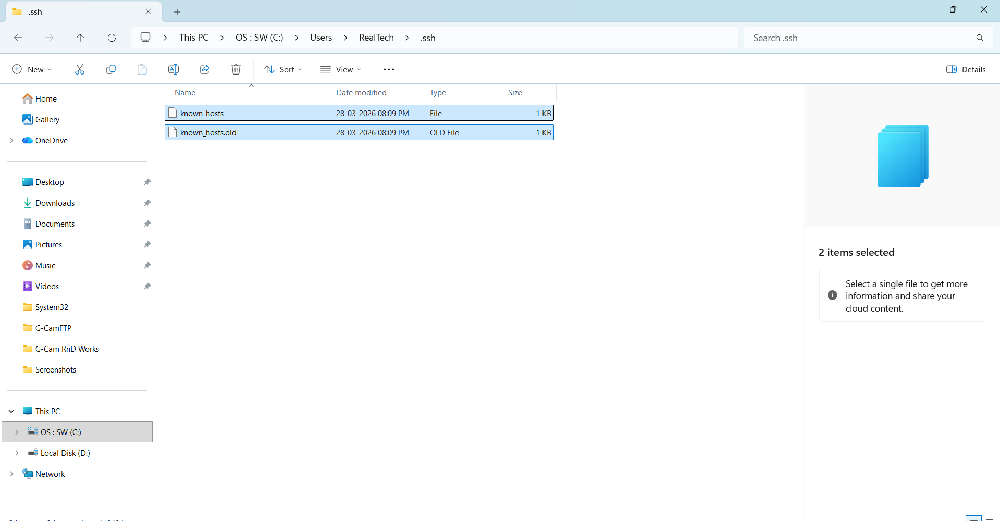 .ssh
This PC > OS : SW (C:) > Users > RealTech > .ssh
Search .ssh
New
Sort
View
Details
Name Date modified Type Size
known_hosts 28-03-2026 08:09 PM File 1 KB
known_hosts.old 28-03-2026 08:09 PM OLD File 1 KB
Home
Gallery
OneDrive
Desktop
Downloads
Documents
Pictures
Music
Videos
System32
G-CamFTP
G-Cam RnD Works
Screenshots
This PC
OS : SW (C:)
Local Disk (D:)
Network
2 items selected
Select a single file to get more
information and share your
cloud content.